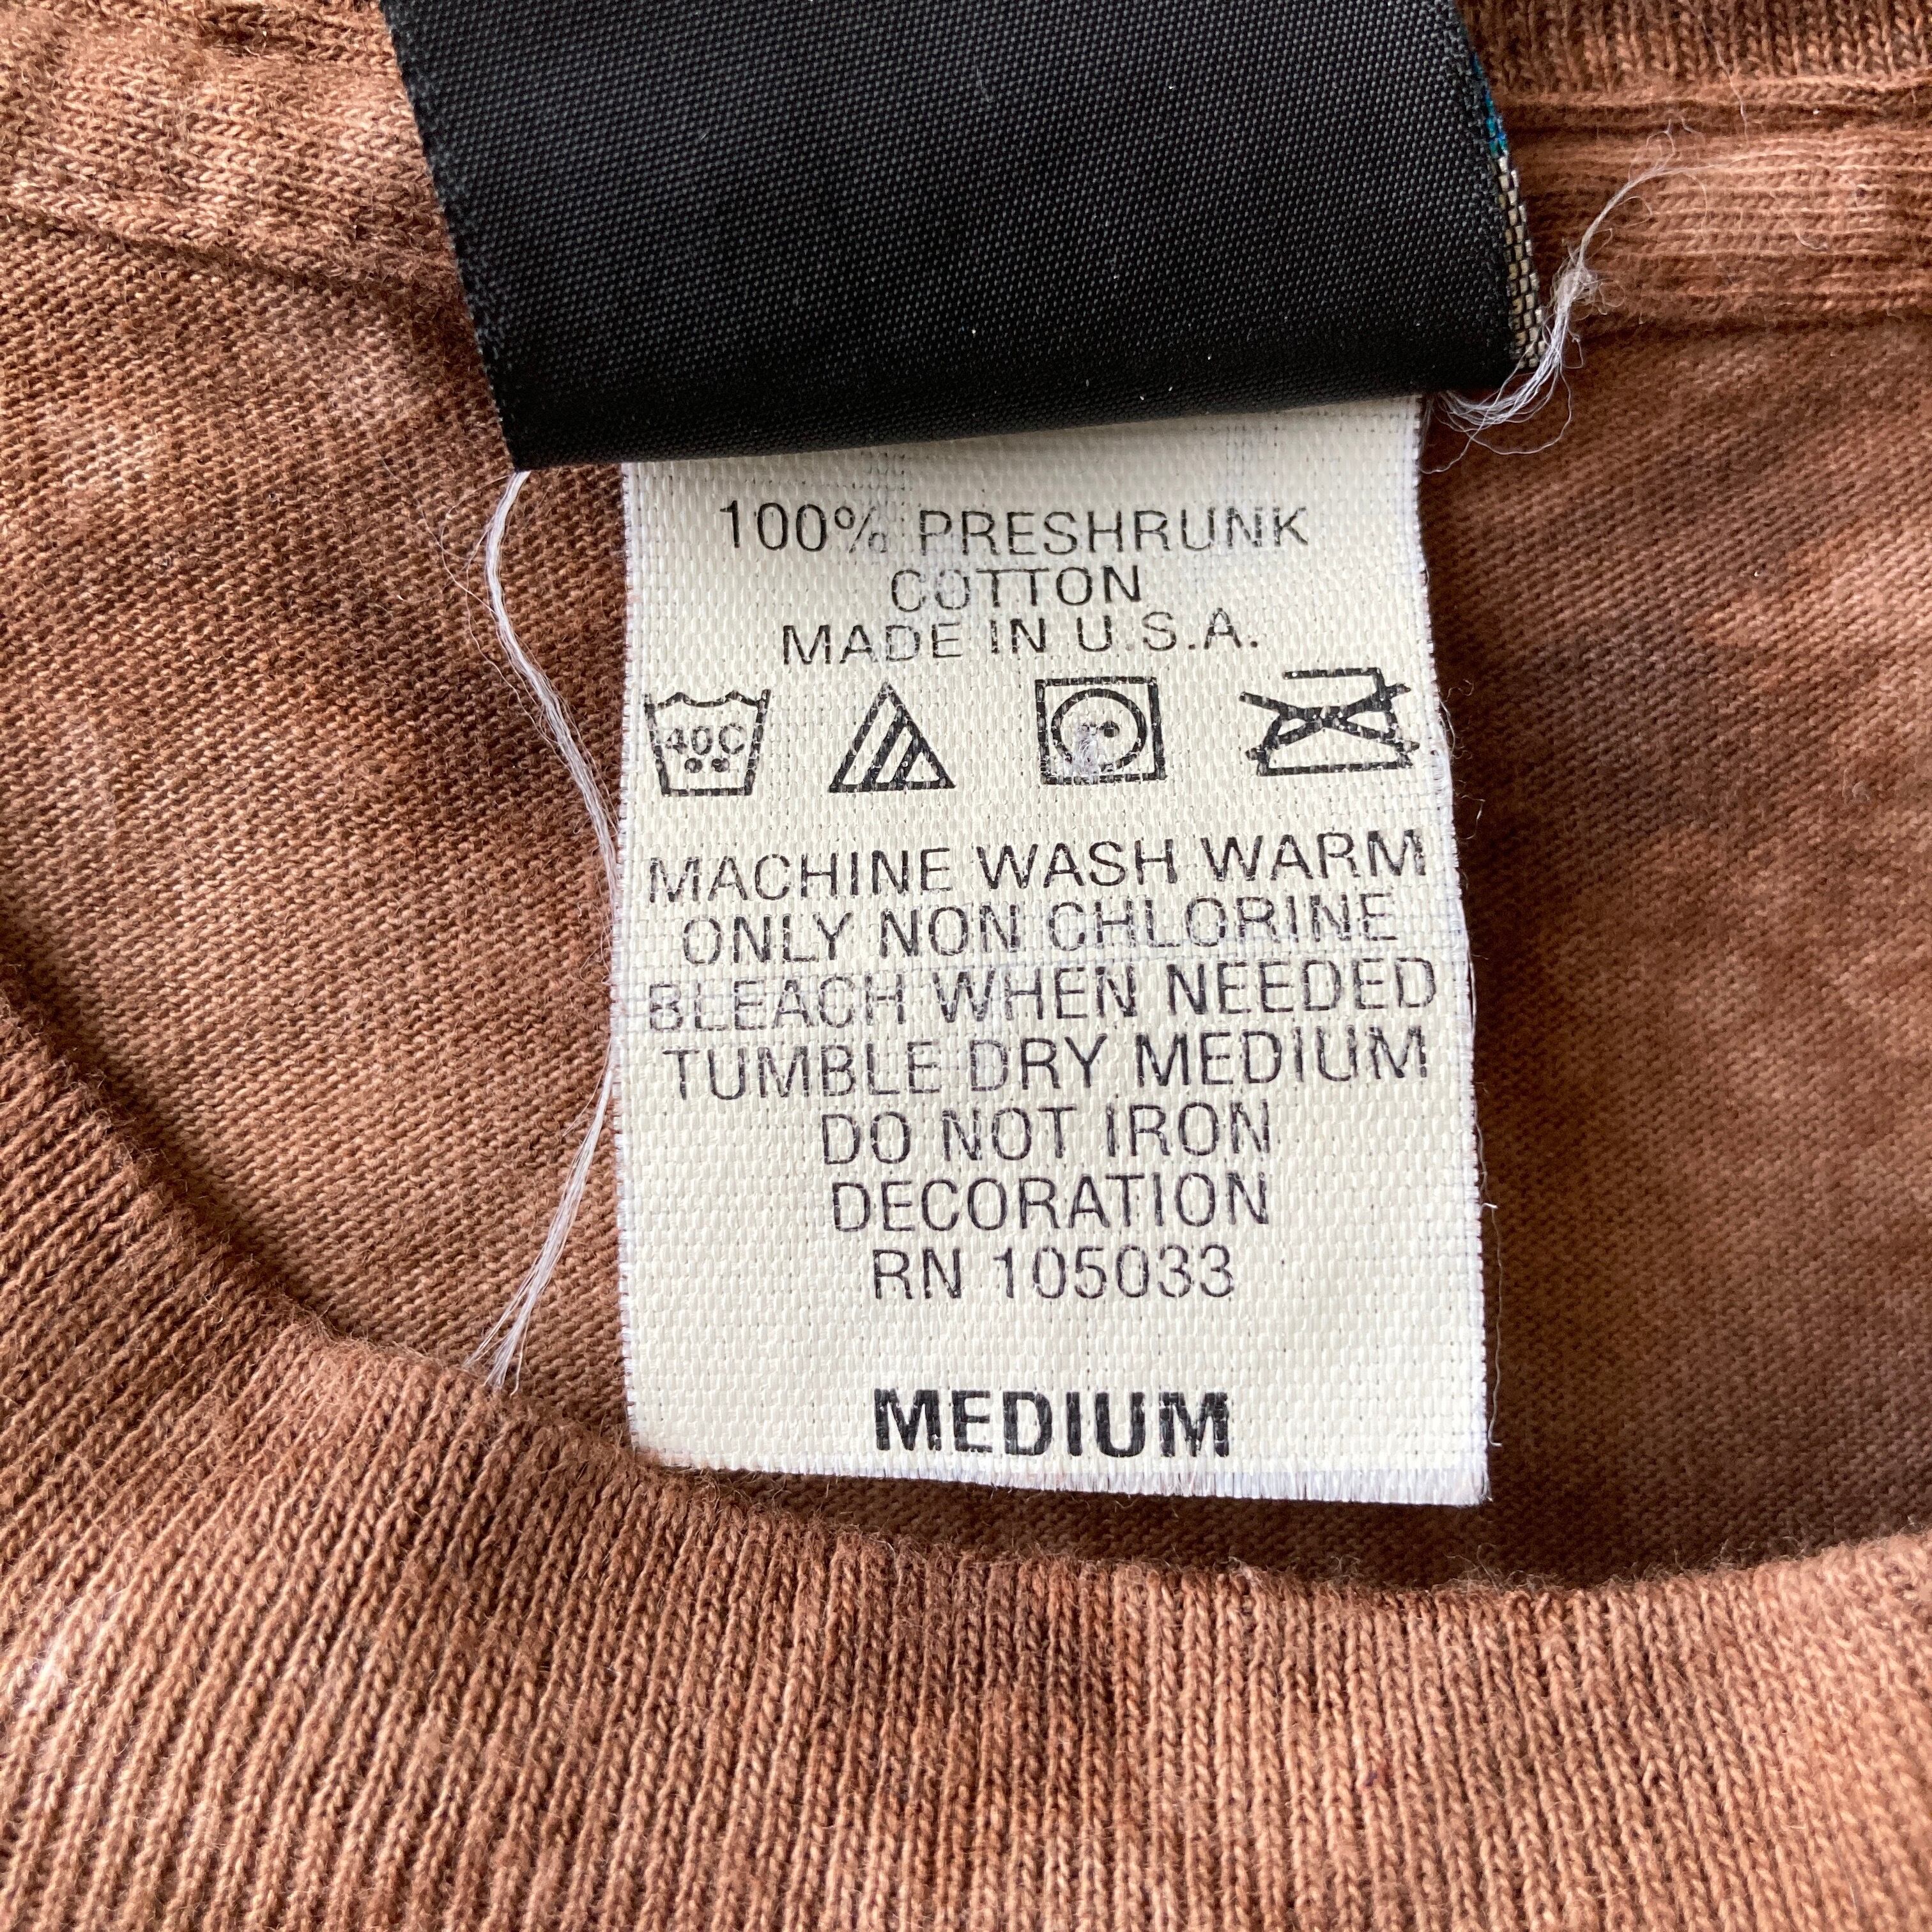 100% PRESHRUNK
COTTON
MADE IN U.S.A.
40C
MACHINE WASH WARM
ONLY NON CHLORINE
BLEACH WHEN NEEDED
TUMBLE DRY MEDIUM
DO NOT IRON
DECORATION
RN 105033
MEDIUM